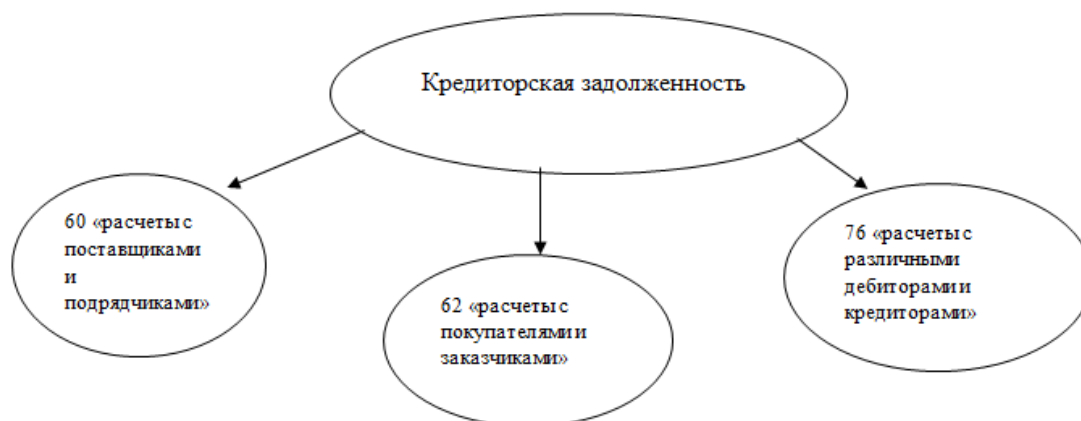 Кредиторская задолженность
60 «расчеты с
поставщиками
и
подрядчиками»
62 «расчеты с
покупателями и
заказчиками»
76 «расчеты с
различными
дебиторами и
кредиторами»